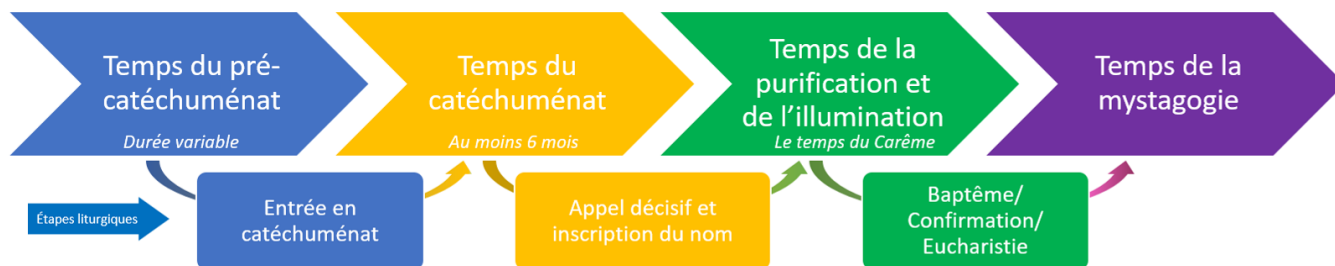 Temps du pré-
catéchuménat
Durée variable
Temps du
catéchuménat
Au moins 6 mois
Temps de la
purification et
de l’illumination
Le temps du Carême
Temps de la
mystagogie
Étapes liturgiques
Entrée en
catéchuménat
Appel décisif et
inscription du nom
Baptême/
Confirmation/
Eucharistie